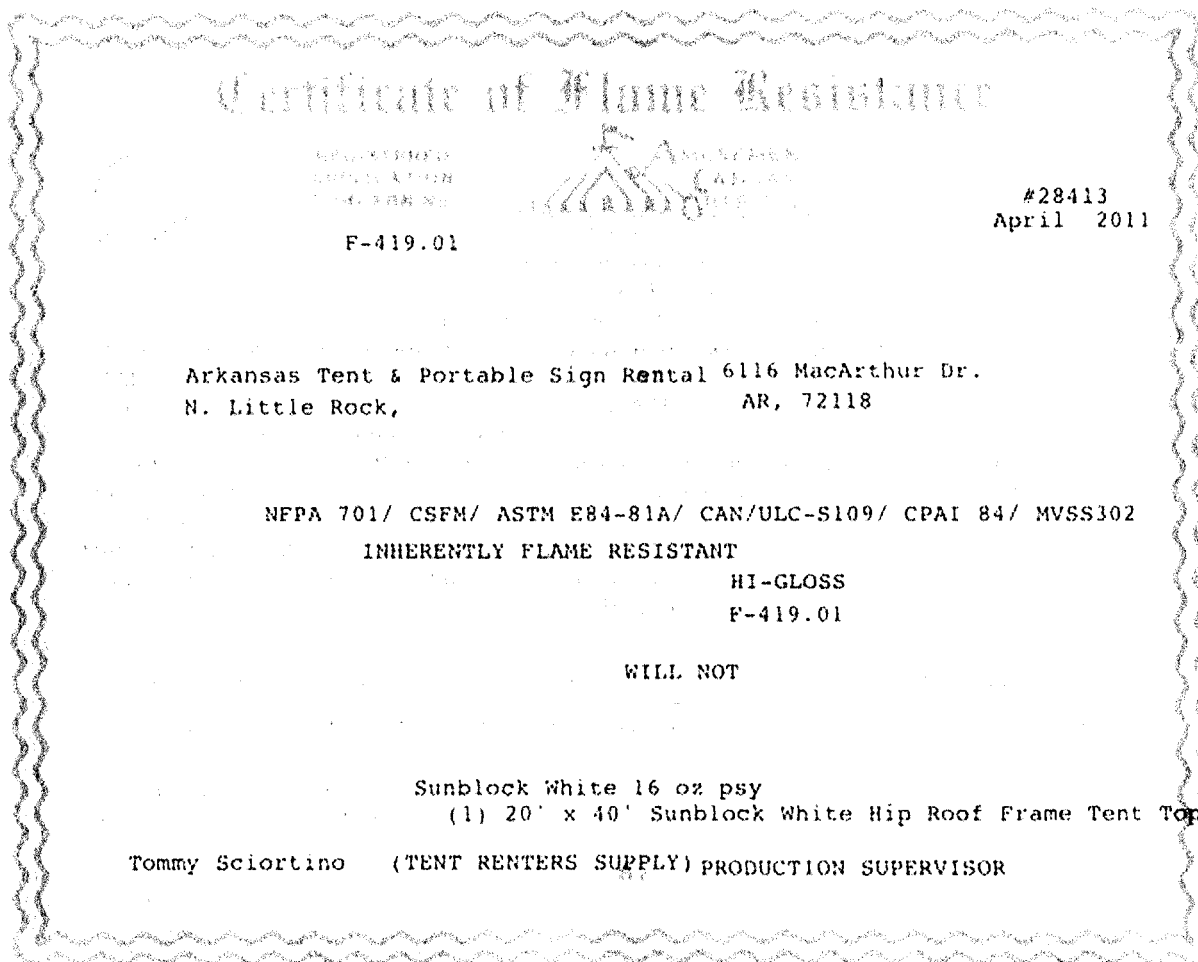 Certificate of Flame Resistance
REGISTERED
APPLICATION
#28413
April 2011
F-419.01
Arkansas Tent & Portable Sign Rental 6116 MacArthur Dr.
N. Little Rock, AR, 72118
NFPA 701/ CSFM/ ASTM E84-81A/ CAN/ULC-S109/ CPAI 84/ MVSS302
INHERENTLY FLAME RESISTANT
HI-GLOSS
F-419.01
WILL NOT
Sunblock White 16 oz psy
(1) 20' x 40' Sunblock White Hip Roof Frame Tent Top
Tommy Sciortino (TENT RENTERS SUPPLY) PRODUCTION SUPERVISOR